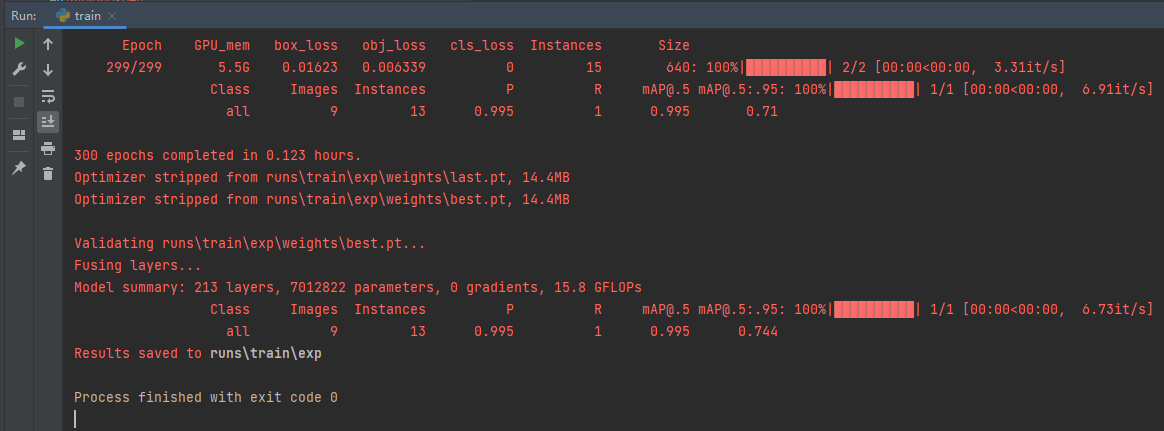 Run: train
Epoch GPU_mem box_loss obj_loss cls_loss Instances Size
299/299 5.5G 0.01623 0.006339 0 15 640: 100%|██████████| 2/2 [00:00<00:00, 3.31it/s]
Class Images Instances P R mAP@.5 mAP@.5:.95: 100%|██████████| 1/1 [00:00<00:00, 6.91it/s]
all 9 13 0.995 1 0.995 0.71
300 epochs completed in 0.123 hours.
Optimizer stripped from runs\train\exp\weights\last.pt, 14.4MB
Optimizer stripped from runs\train\exp\weights\best.pt, 14.4MB
Validating runs\train\exp\weights\best.pt...
Fusing layers...
Model summary: 213 layers, 7012822 parameters, 0 gradients, 15.8 GFLOPs
Class Images Instances P R mAP@.5 mAP@.5:.95: 100%|██████████| 1/1 [00:00<00:00, 6.73it/s]
all 9 13 0.995 1 0.995 0.744
Results saved to runs\train\exp
Process finished with exit code 0